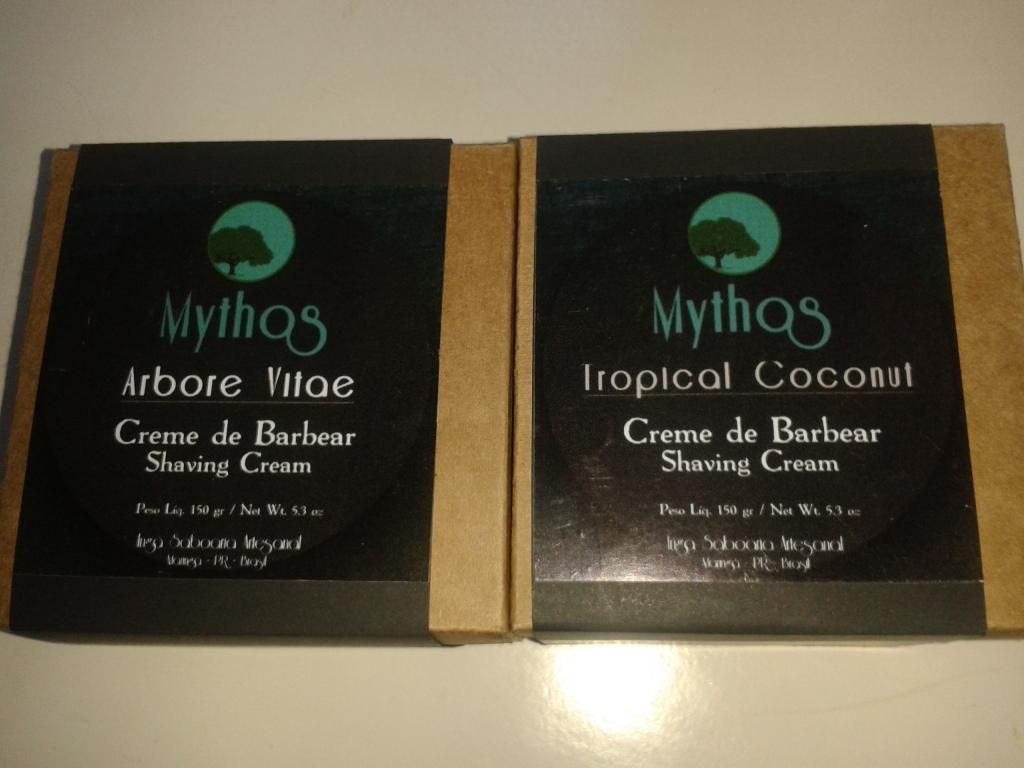 Mythos
Arbore Vitae
Creme de Barbear
Shaving Cream
Peso Líq. 150 gr / Net Wt. 5.3 oz
Ingá Saboaria Artesanal
Maringá - PR - Brasil
Mythos
Tropical Coconut
Creme de Barbear
Shaving Cream
Peso Líq. 150 gr / Net Wt. 5.3 oz
Ingá Saboaria Artesanal
Maringá - PR - Brasil